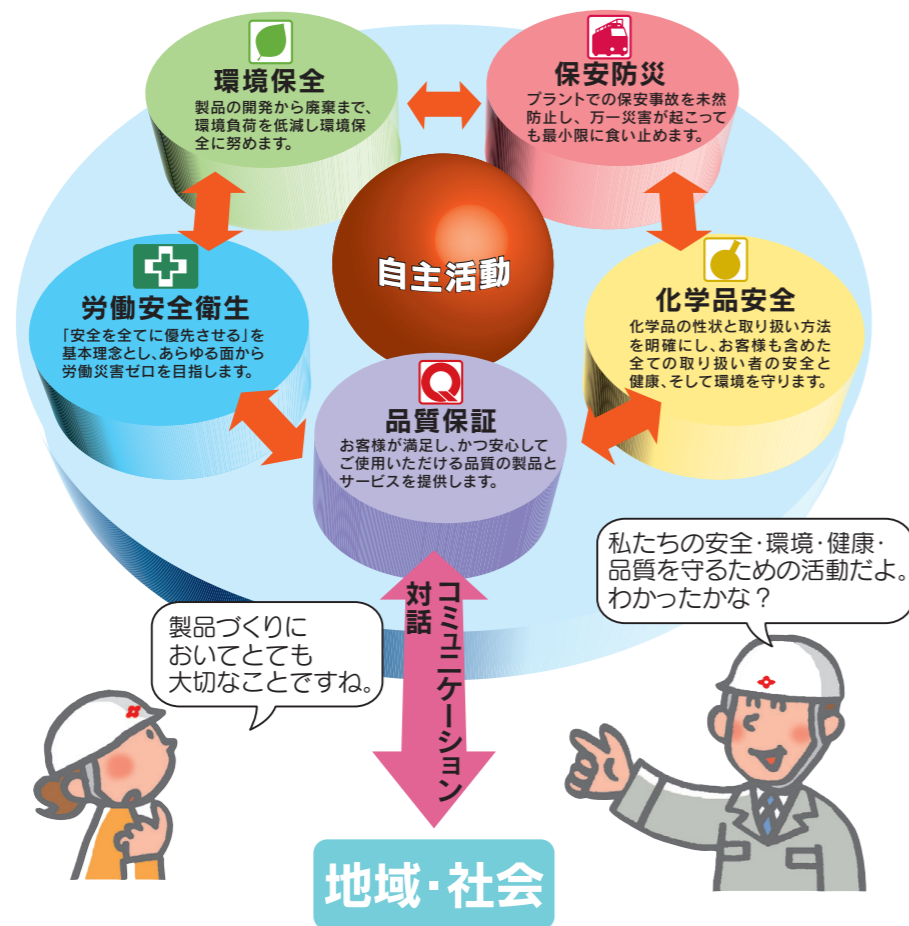 環境保全
製品の開発から廃棄まで、
環境負荷を低減し環境保
全に努めます。
保安防災
プラントでの保安事故を未然
防止し、万一災害が起こって
も最小限に食い止めます。
自主活動
労働安全衛生
「安全を全てに優先させる」を
基本理念とし、あらゆる面から
労働災害ゼロを目指します。
化学品安全
化学品の性状と取り扱い方法
を明確にし、お客様も含めた
全ての取り扱い者の安全と
健康、そして環境を守ります。
品質保証
お客様が満足し、かつ安心して
ご使用いただける品質の製品と
サービスを提供します。
私たちの安全・環境・健康・
品質を守るための活動だよ。
わかったかな？
製品づくりに
おいてとても
大切なことですね。
コミュニケーション
対話
地域・社会